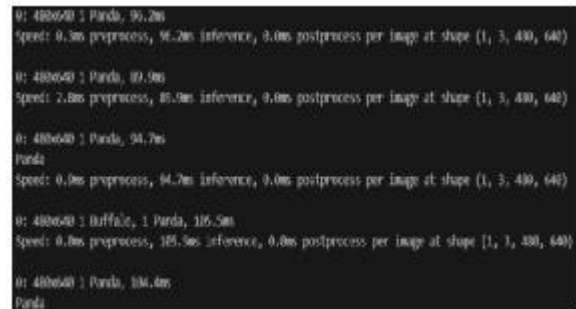 0: 480x640 1 Panda, 96.2ms
Speed: 0.3ms preprocess, 96.2ms inference, 0.0ms postprocess per image at shape (1, 3, 480, 640)
0: 480x640 1 Panda, 89.9ms
Speed: 2.8ms preprocess, 89.9ms inference, 0.0ms postprocess per image at shape (1, 3, 480, 640)
0: 480x640 1 Panda, 94.7ms
Panda
Speed: 0.0ms preprocess, 94.7ms inference, 0.0ms postprocess per image at shape (1, 3, 480, 640)
0: 480x640 1 Buffalo, 1 Panda, 105.5ms
Speed: 0.0ms preprocess, 105.5ms inference, 0.0ms postprocess per image at shape (1, 3, 480, 640)
0: 480x640 1 Panda, 104.4ms
Panda